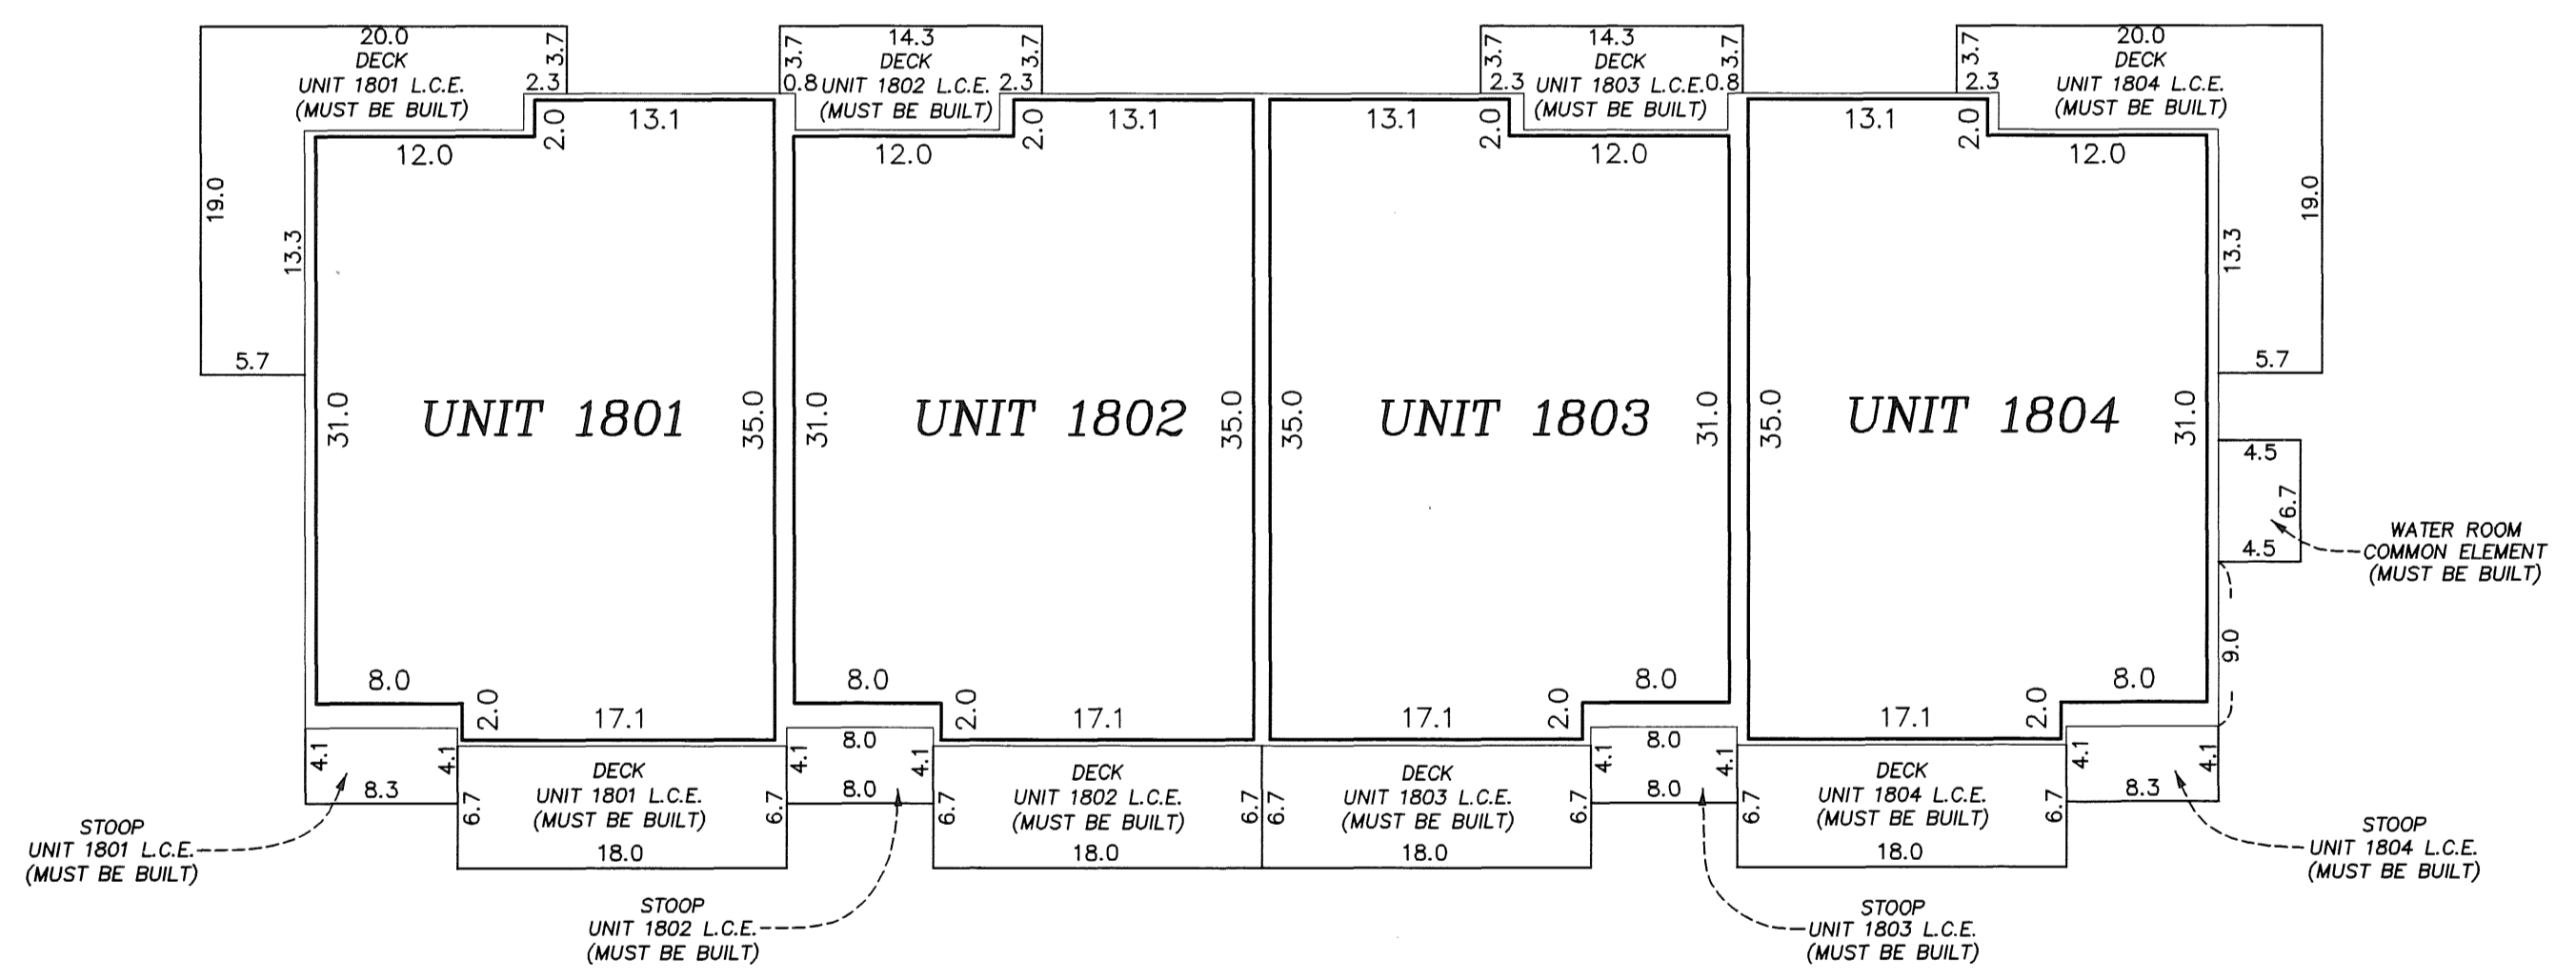 20.0
DECK
UNIT 1801 L.C.E.
(MUST BE BUILT)
3.7
2.3
19.0
13.3
5.7
12.0
2.0
13.1
31.0
UNIT 1801
35.0
8.0
2.0
17.1
4.1
4.1
8.3
STOOP
UNIT 1801 L.C.E.
(MUST BE BUILT)
6.7
DECK
UNIT 1801 L.C.E.
(MUST BE BUILT)
6.7
18.0
3.7
14.3
3.7
DECK
0.8 UNIT 1802 L.C.E. 2.3
(MUST BE BUILT)
12.0
2.0
13.1
31.0
UNIT 1802
35.0
8.0
2.0
17.1
4.1
8.0
4.1
8.0
STOOP
UNIT 1802 L.C.E.
(MUST BE BUILT)
6.7
DECK
UNIT 1802 L.C.E.
(MUST BE BUILT)
6.7
18.0
3.7
14.3
3.7
DECK
2.3 UNIT 1803 L.C.E. 0.8
(MUST BE BUILT)
13.1
2.0
12.0
35.0
UNIT 1803
31.0
8.0
2.0
17.1
6.7
DECK
UNIT 1803 L.C.E.
(MUST BE BUILT)
6.7
18.0
4.1
8.0
4.1
8.0
STOOP
UNIT 1803 L.C.E.
(MUST BE BUILT)
3.7
20.0
DECK
2.3
UNIT 1804 L.C.E.
(MUST BE BUILT)
13.1
2.0
12.0
19.0
13.3
5.7
35.0
UNIT 1804
31.0
4.5
6.7
4.5
WATER ROOM
COMMON ELEMENT
(MUST BE BUILT)
9.0
8.0
2.0
17.1
6.7
DECK
UNIT 1804 L.C.E.
(MUST BE BUILT)
6.7
18.0
4.1
4.1
8.3
STOOP
UNIT 1804 L.C.E.
(MUST BE BUILT)